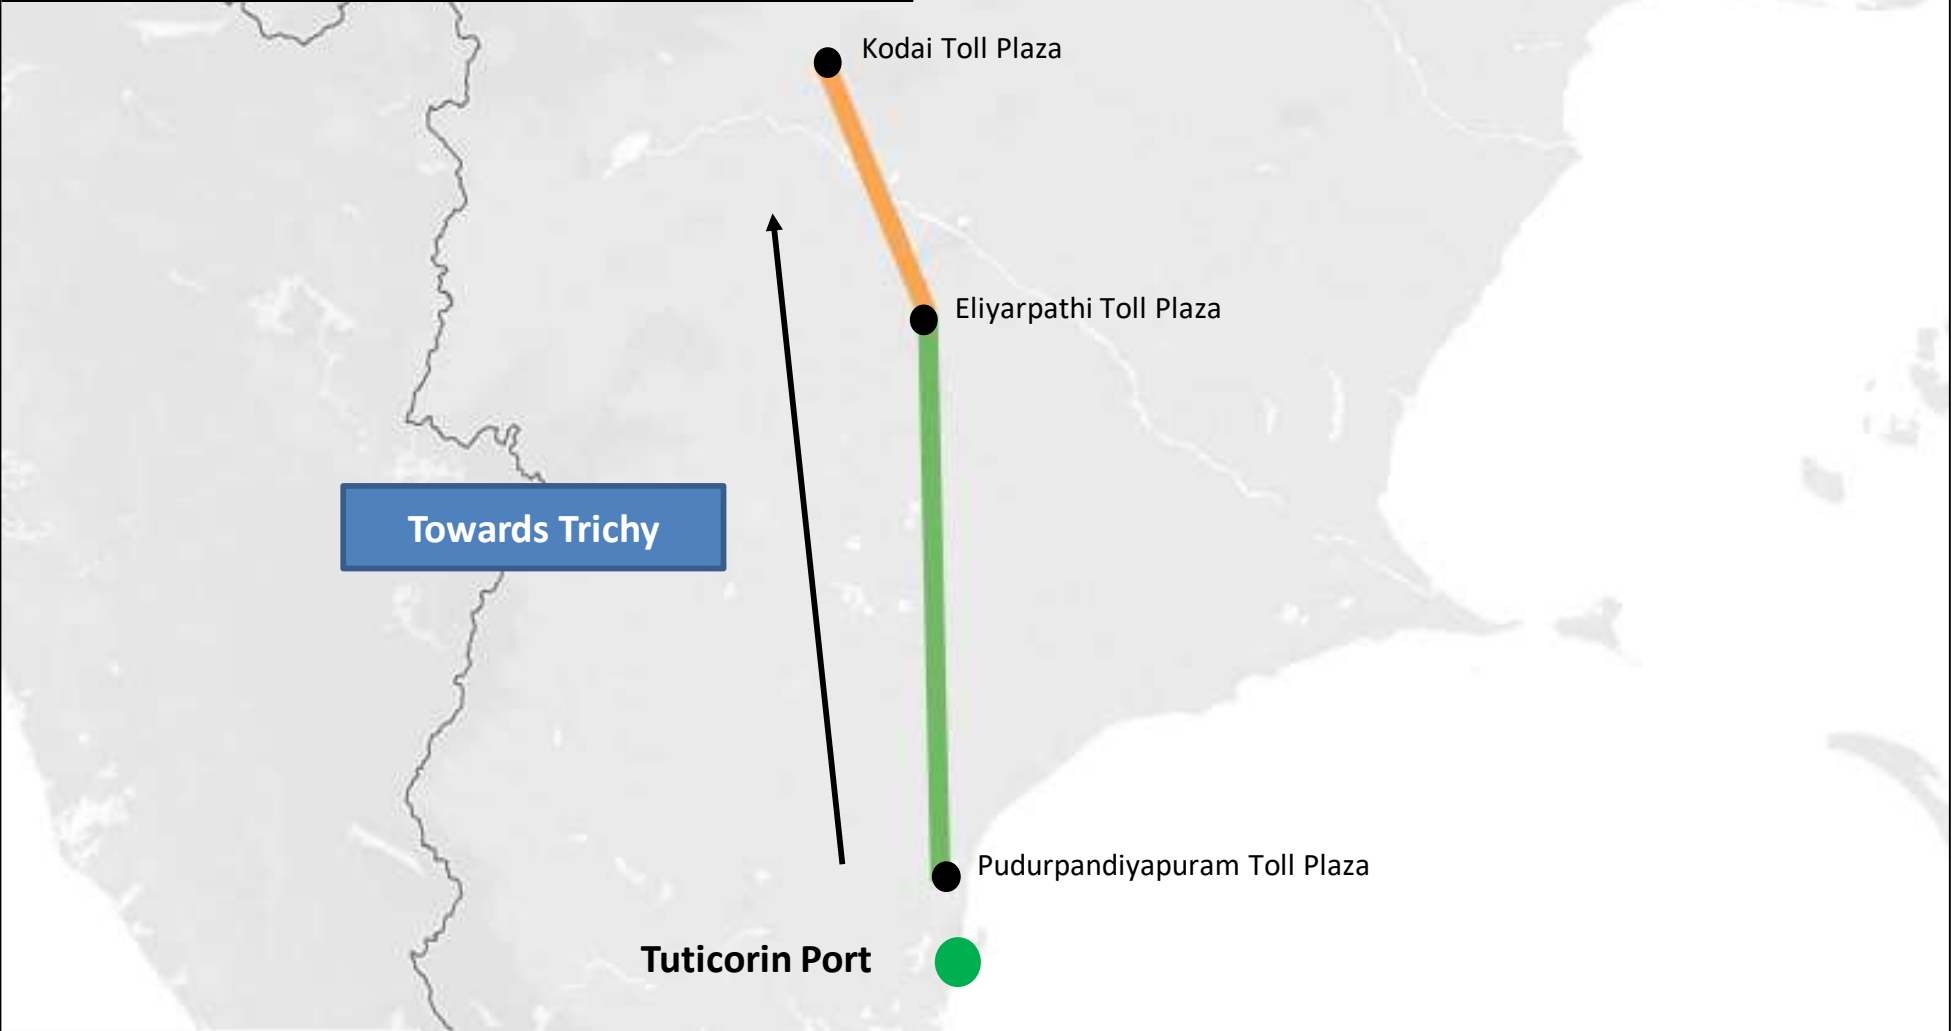 Kodai Toll Plaza
Eliyarpathi Toll Plaza
Towards Trichy
Pudurpandiyapuram Toll Plaza
Tuticorin Port